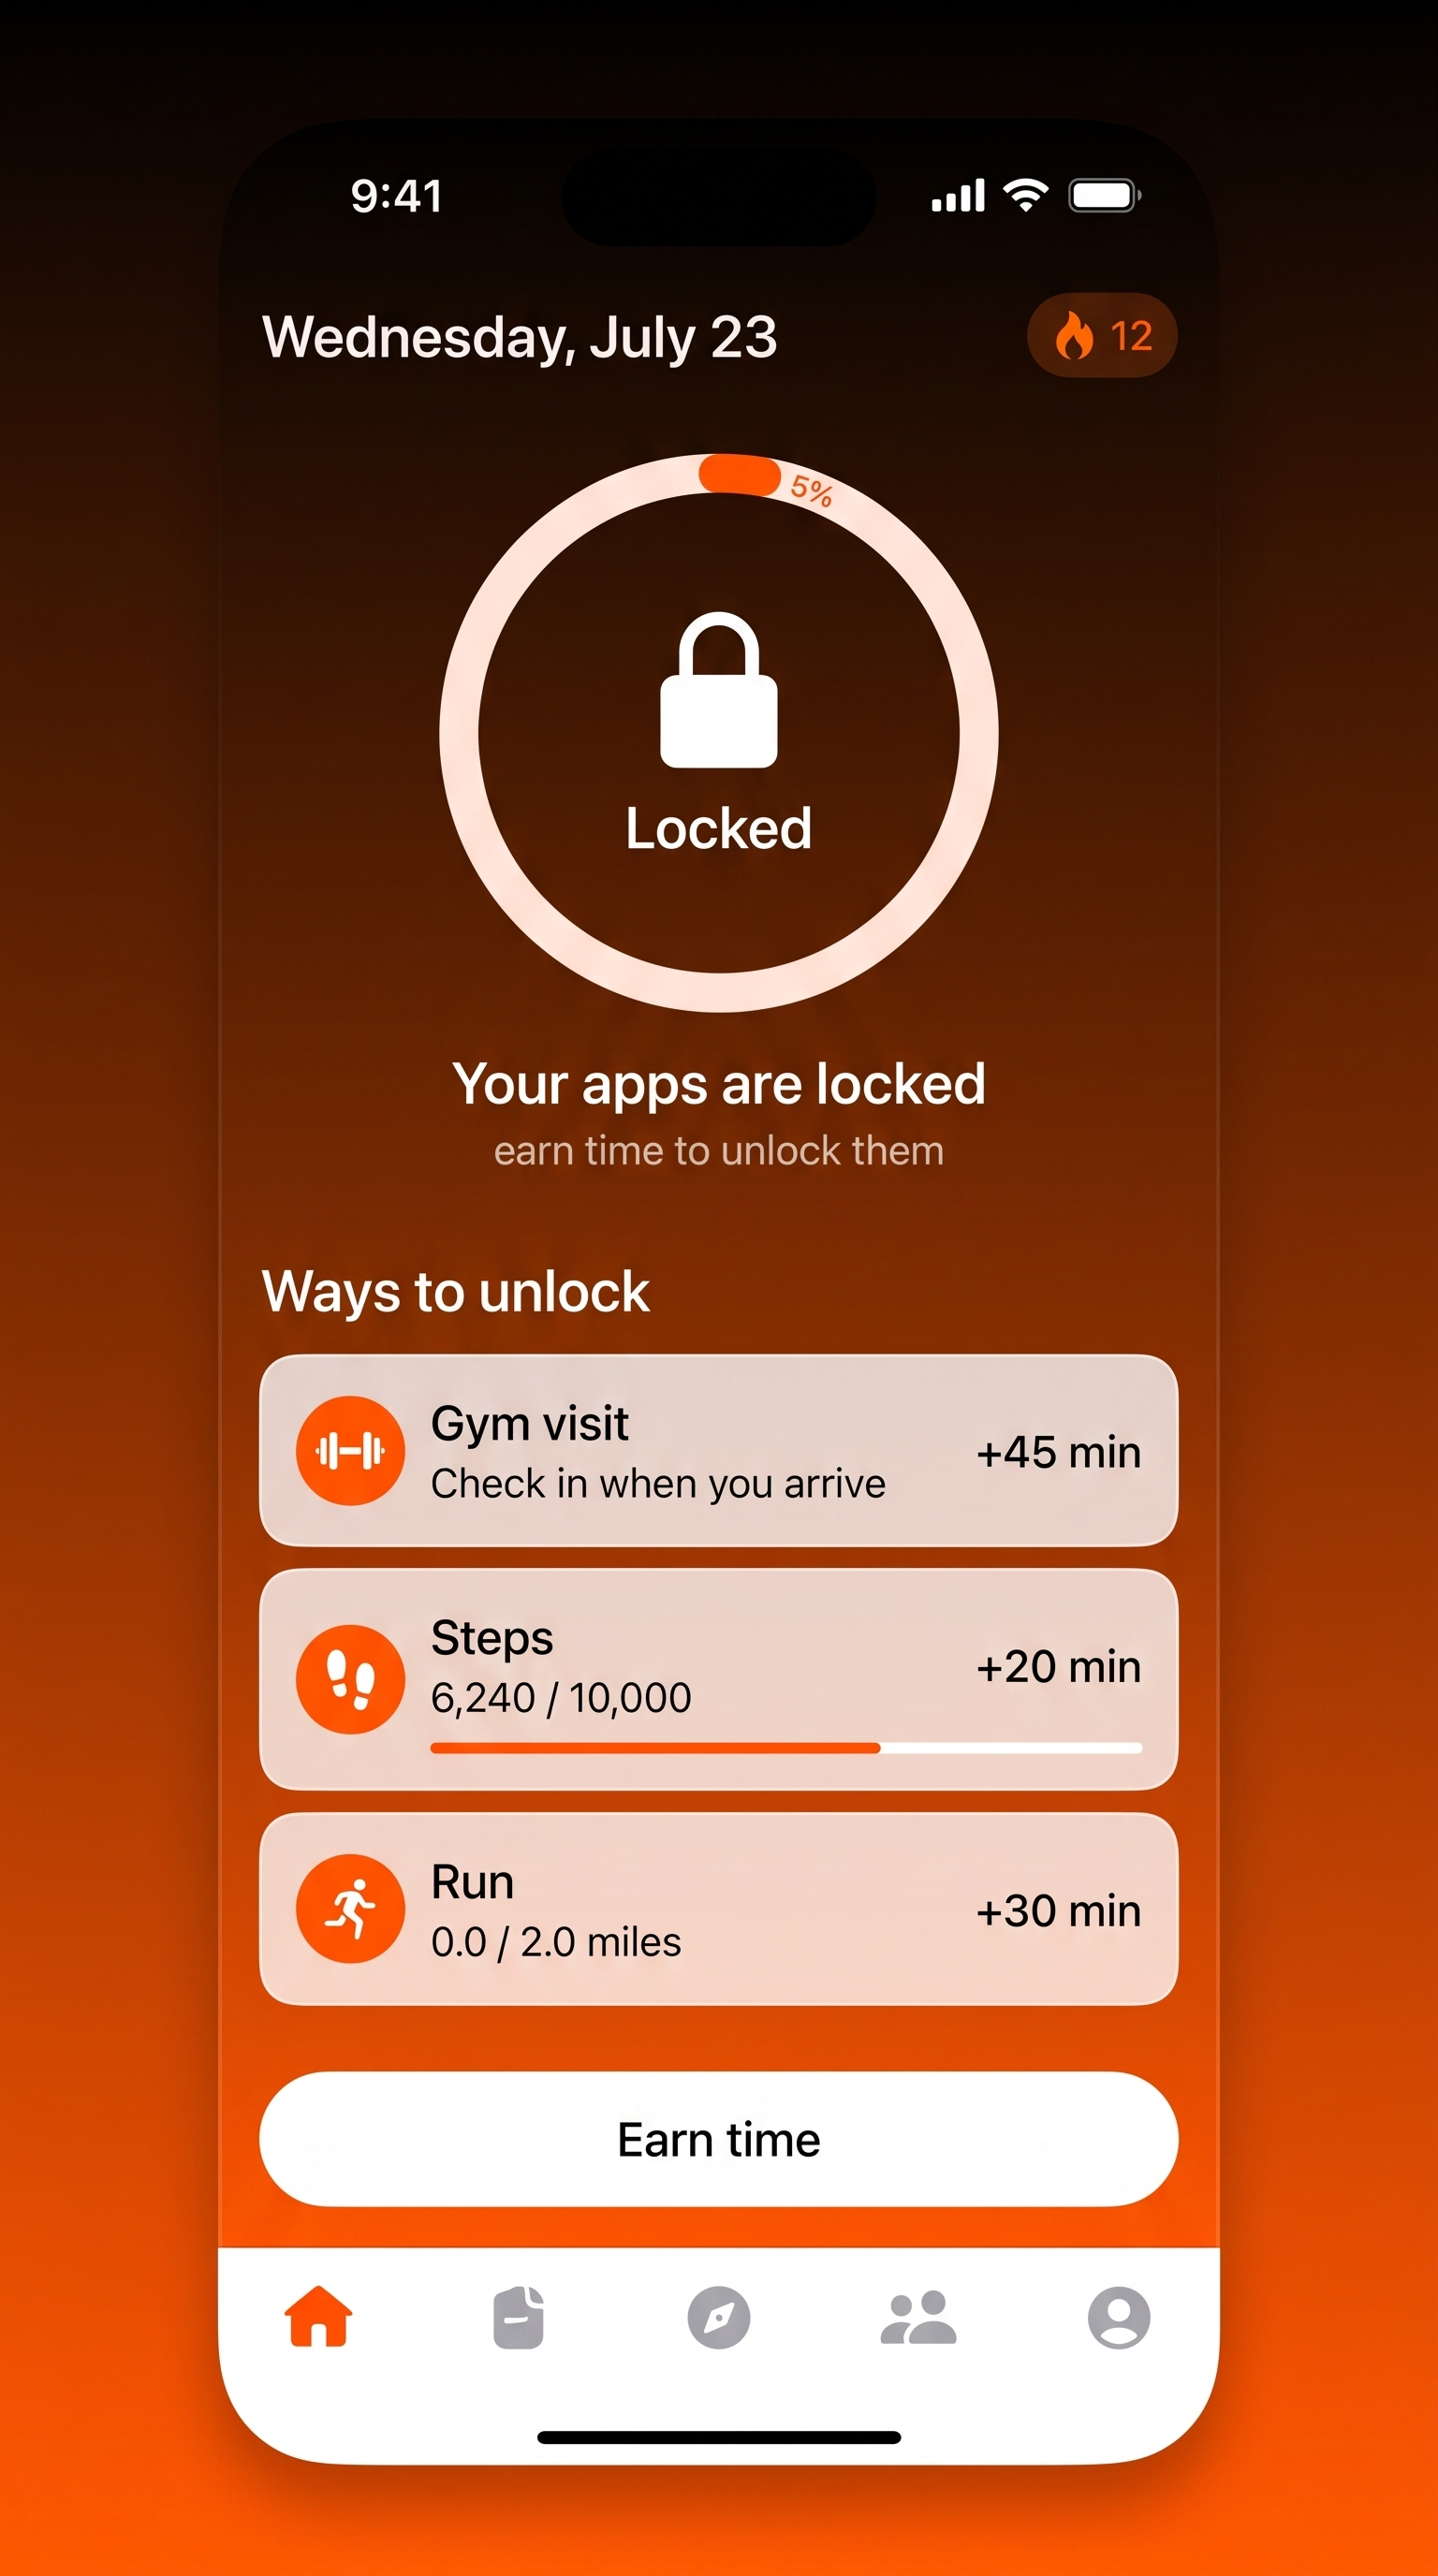 9:41
Wednesday, July 23
12
5%
Locked
Your apps are locked
earn time to unlock them
Ways to unlock
Gym visit
Check in when you arrive
+45 min
Steps
6,240 / 10,000
+20 min
Run
0.0 / 2.0 miles
+30 min
Earn time